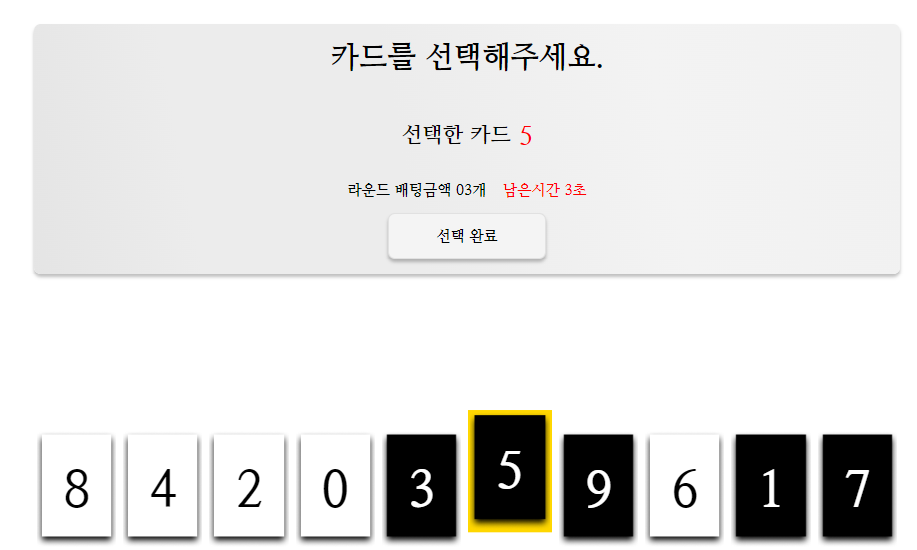 카드를 선택해주세요.
선택한 카드 5
라운드 배팅금액 03개 남은시간 3초
선택 완료
8 4 2 0 3 5 9 6 1 7